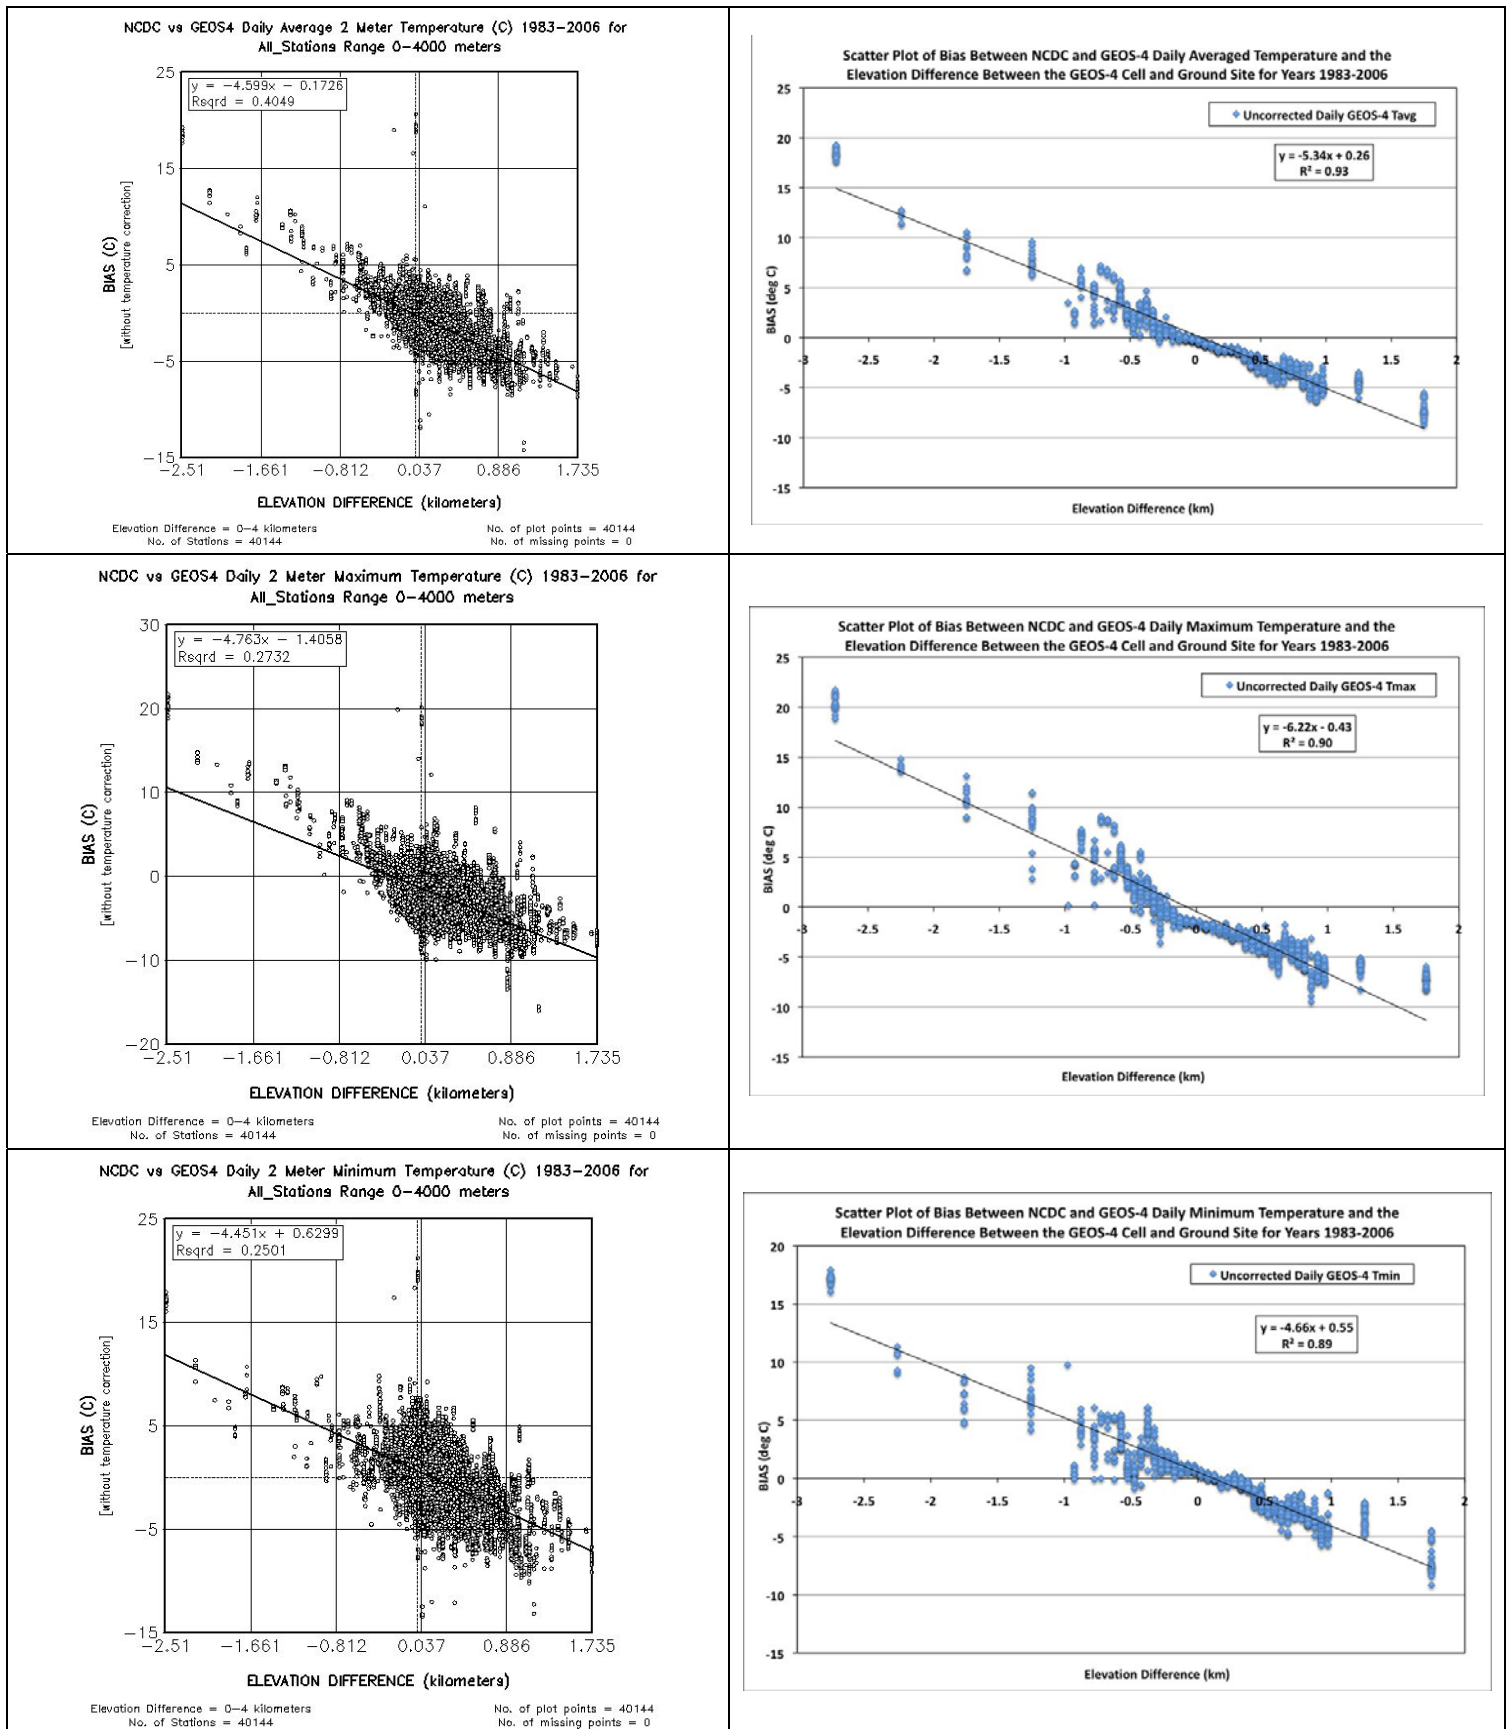 NCDC vs GEOS4 Daily Average 2 Meter Temperature (C) 1983-2006 for
All_Stations Range 0-4000 meters
25
y = -4.599x - 0.1726
Rsqrd = 0.4049
15
5
-5
-15
BIAS (C)
[without temperature correction]
-2.51 -1.661 -0.812 0.037 0.886 1.735
ELEVATION DIFFERENCE (kilometers)
Elevation Difference = 0-4 kilometers No. of plot points = 40144
No. of Stations = 40144 No. of missing points = 0
Scatter Plot of Bias Between NCDC and GEOS-4 Daily Averaged Temperature and the
Elevation Difference Between the GEOS-4 Cell and Ground Site for Years 1983-2006
25
Uncorrected Daily GEOS-4 Tavg
20
y = -5.34x + 0.26
R² = 0.93
15
10
5
0
-3 -2.5 -2 -1.5 -1 -0.5 0 0.5 1 1.5 2
-5
-10
-15
BIAS (deg C)
Elevation Difference (km)
NCDC vs GEOS4 Daily 2 Meter Maximum Temperature (C) 1983-2006 for
All_Stations Range 0-4000 meters
30
y = -4.763x - 1.4058
Rsqrd = 0.2732
20
10
0
-10
-20
BIAS (C)
[without temperature correction]
-2.51 -1.661 -0.812 0.037 0.886 1.735
ELEVATION DIFFERENCE (kilometers)
Elevation Difference = 0-4 kilometers No. of plot points = 40144
No. of Stations = 40144 No. of missing points = 0
Scatter Plot of Bias Between NCDC and GEOS-4 Daily Maximum Temperature and the
Elevation Difference Between the GEOS-4 Cell and Ground Site for Years 1983-2006
25
Uncorrected Daily GEOS-4 Tmax
20
y = -6.22x - 0.43
R² = 0.90
15
10
5
0
-3 -2.5 -2 -1.5 -1 -0.5 0 0.5 1 1.5 2
-5
-10
-15
BIAS (deg C)
Elevation Difference (km)
NCDC vs GEOS4 Daily 2 Meter Minimum Temperature (C) 1983-2006 for
All_Stations Range 0-4000 meters
25
y = -4.451x + 0.6299
Rsqrd = 0.2501
15
5
-5
-15
BIAS (C)
[without temperature correction]
-2.51 -1.661 -0.812 0.037 0.886 1.735
ELEVATION DIFFERENCE (kilometers)
Elevation Difference = 0-4 kilometers No. of plot points = 40144
No. of Stations = 40144 No. of missing points = 0
Scatter Plot of Bias Between NCDC and GEOS-4 Daily Minimum Temperature and the
Elevation Difference Between the GEOS-4 Cell and Ground Site for Years 1983-2006
20
Uncorrected Daily GEOS-4 Tmin
15
y = -4.66x + 0.55
R² = 0.89
10
5
0
-3 -2.5 -2 -1.5 -1 -0.5 0 0.5 1 1.5 2
-5
-10
-15
BIAS (deg C)
Elevation Difference (km)